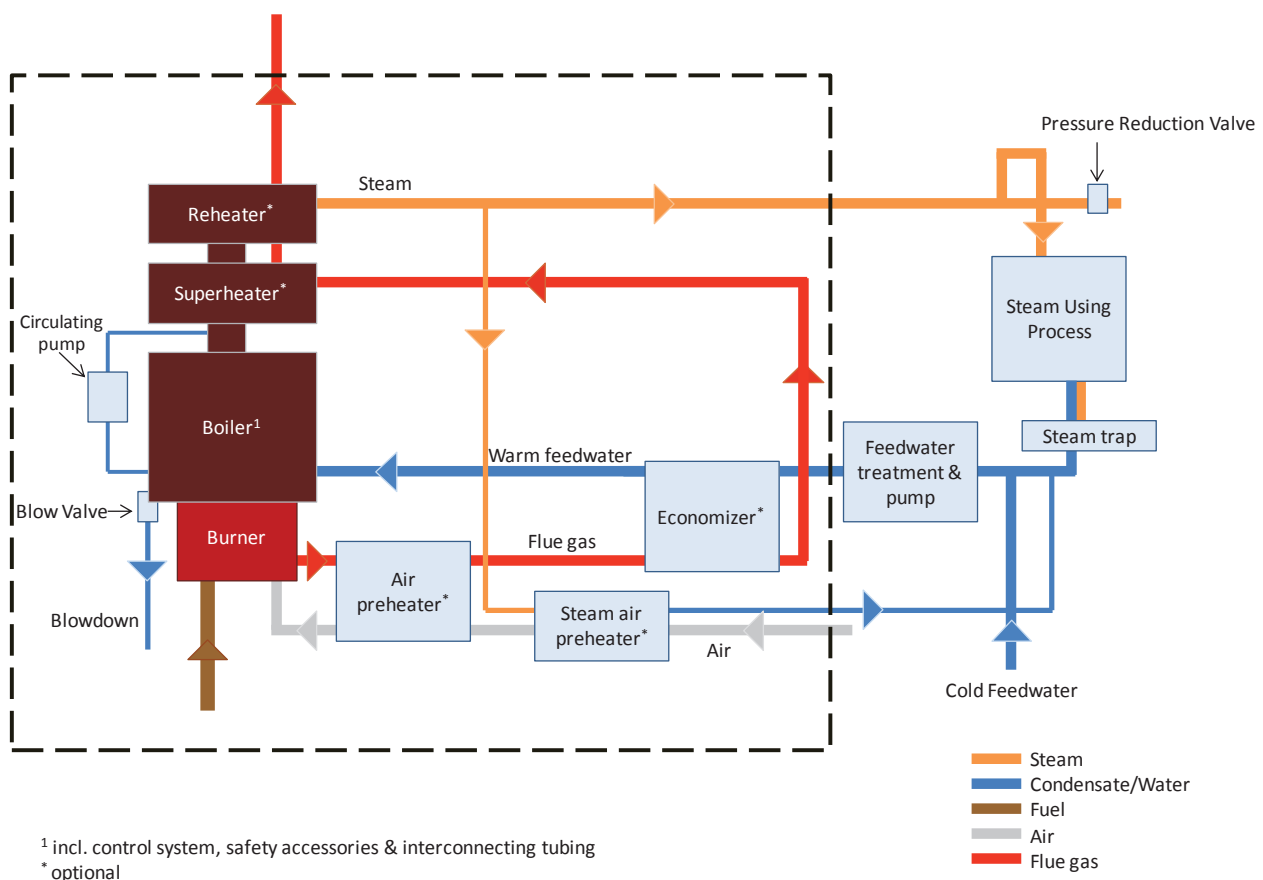 Pressure Reduction Valve
Steam
Reheater*
Superheater*
Steam Using
Process
Circulating
pump
Boiler¹
Steam trap
Warm feedwater
Feedwater
treatment &
pump
Blow Valve
Economizer*
Burner
Flue gas
Air
preheater*
Steam air
preheater*
Blowdown
Air
Cold Feedwater
Steam
Condensate/Water
Fuel
Air
Flue gas
¹ incl. control system, safety accessories & interconnecting tubing
* optional